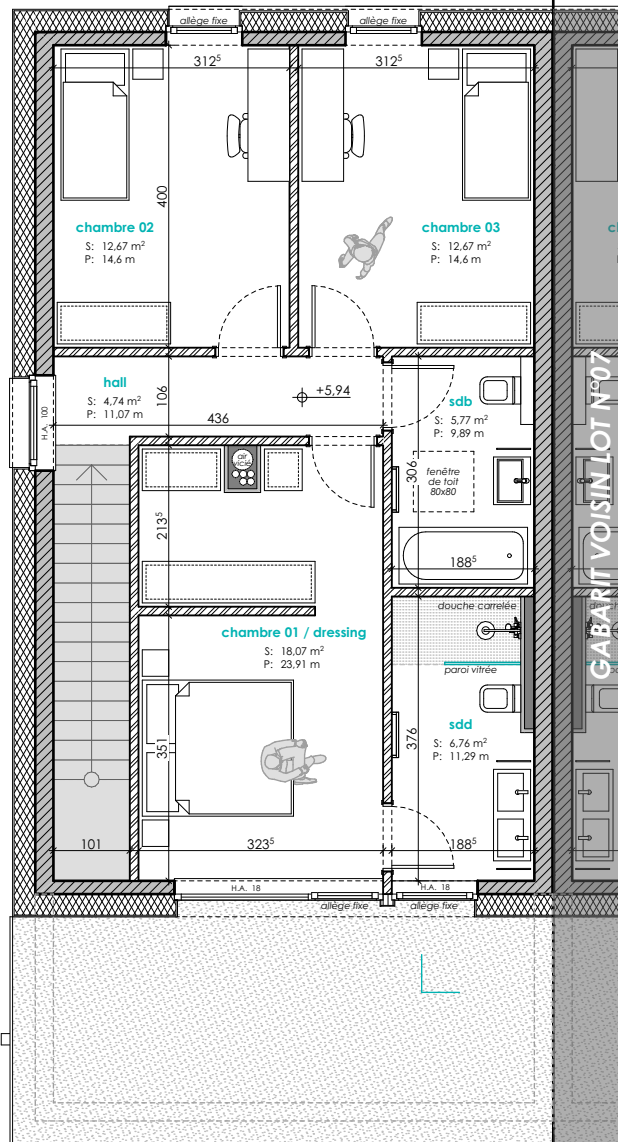 allège fixe
allège fixe
312⁵
312⁵
400
chambre 02
S: 12,67 m²
P: 14,6 m
chambre 03
S: 12,67 m²
P: 14,6 m
ch
hall
S: 4,74 m²
P: 11,07 m
H.A. 100
106
436
+5,94
sdb
S: 5,77 m²
P: 9,89 m
306
fenêtre
de toit
80x80
air
vicié
213⁵
188⁵
GABARIT VOISIN LOT N°07
douche carrelée
douch
chambre 01 / dressing
S: 18,07 m²
P: 23,91 m
paroi vitrée
sdd
S: 6,76 m²
P: 11,29 m
351
376
101
323⁵
188⁵
H.A. 18
H.A. 18
allège fixe
allège fixe